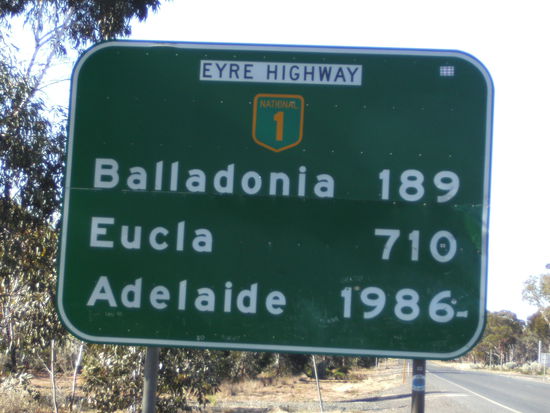 EYRE HIGHWAY
NATIONAL
1
Balladonia 189
Eucla 710
Adelaide 1986